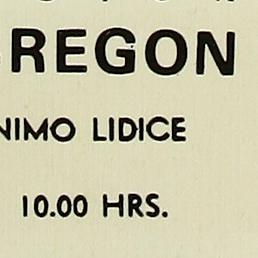 REGON
NIMO LIDICE
10.00 HRS.